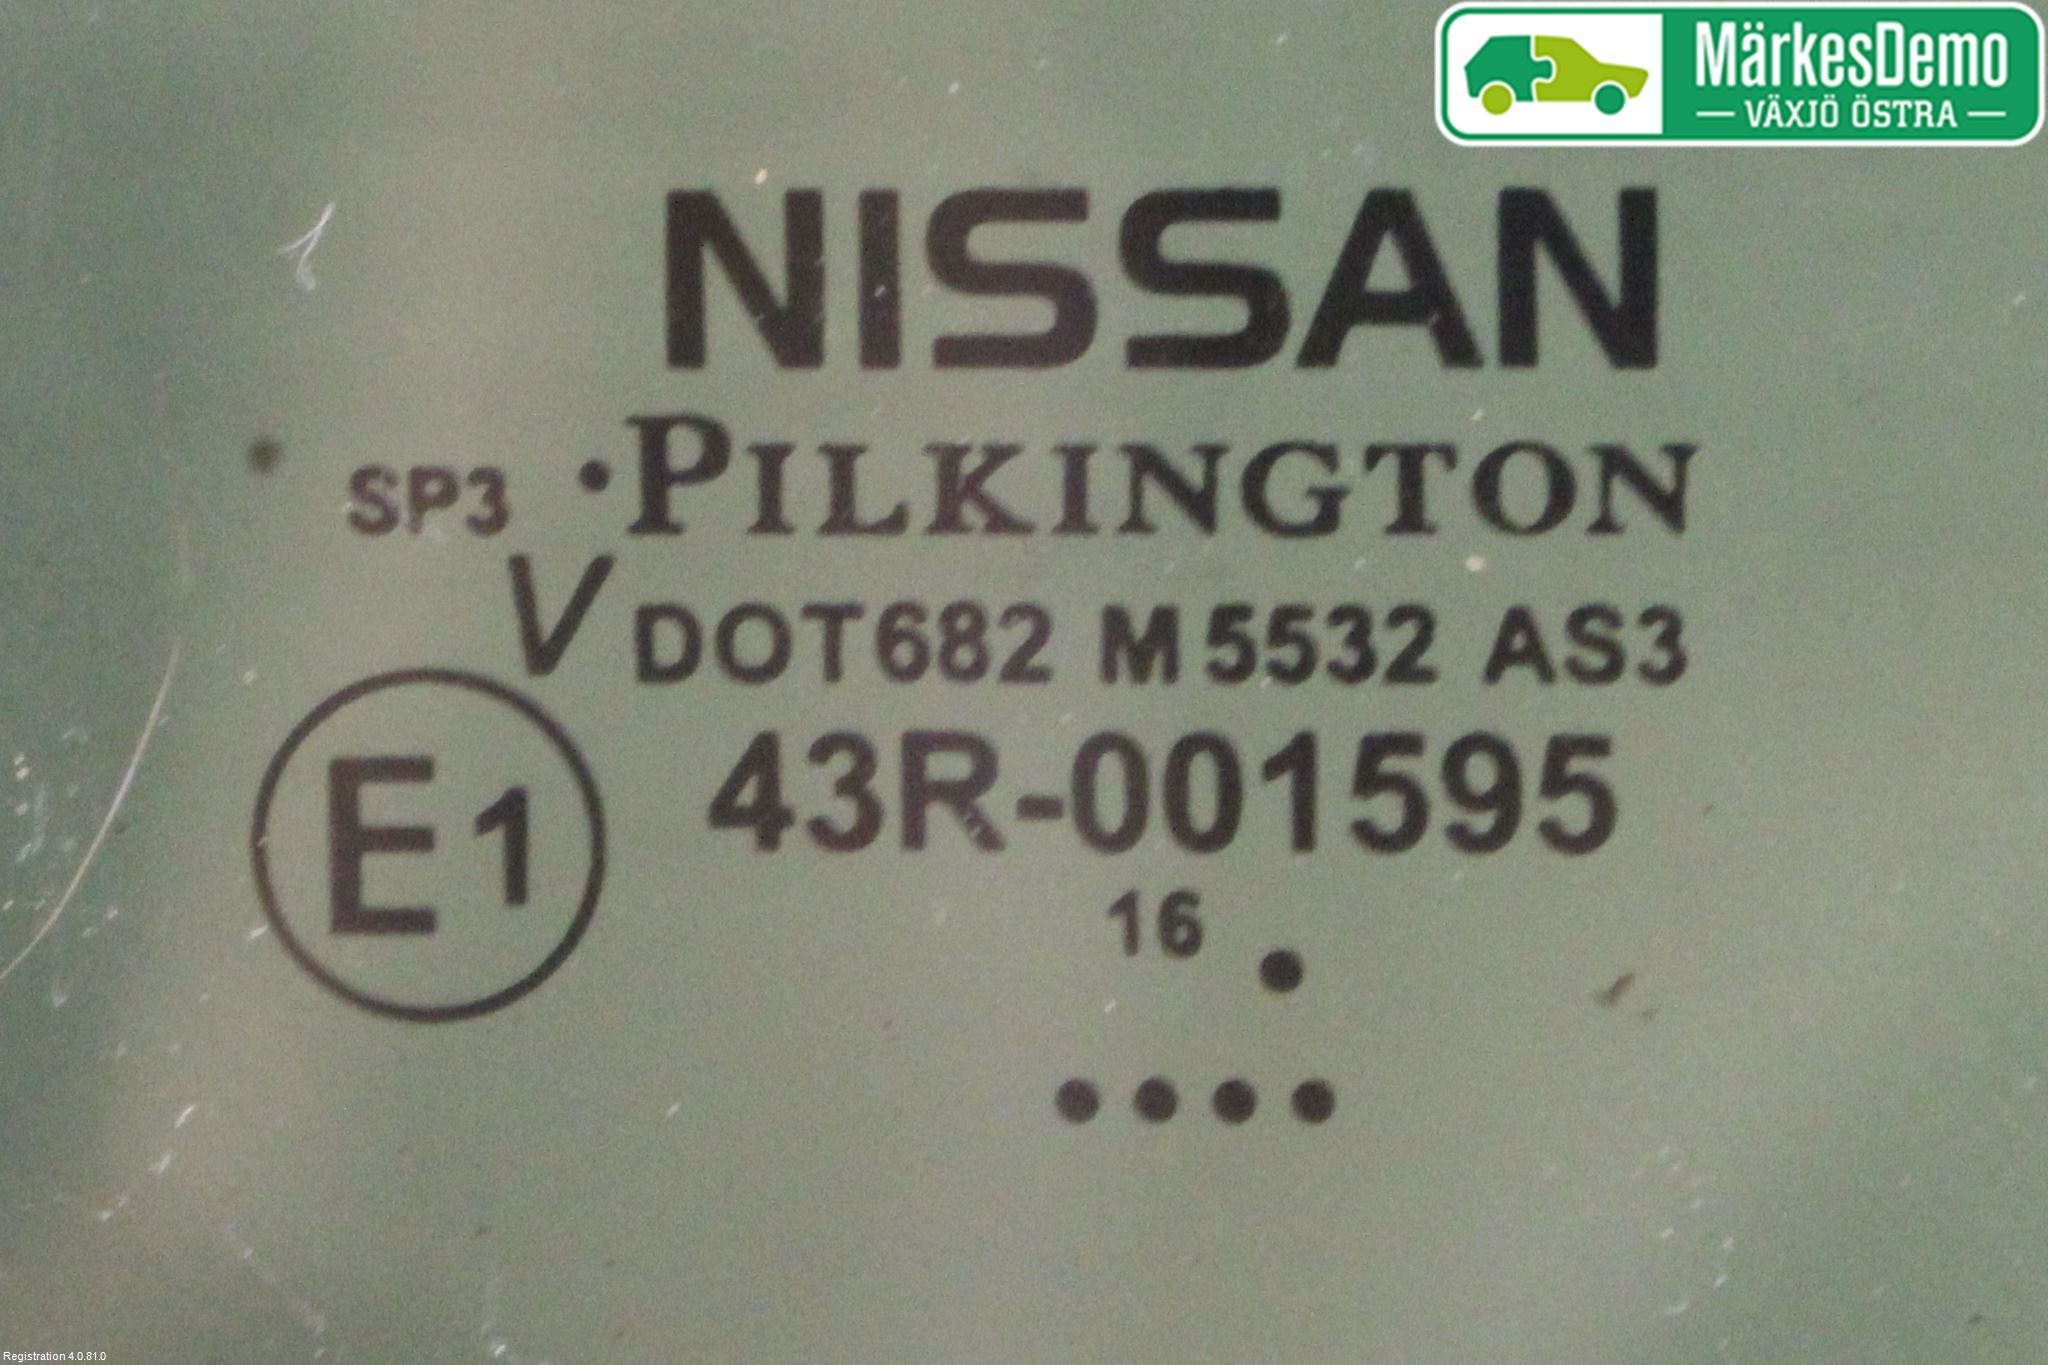 MärkesDemo
VÄXJÖ ÖSTRA
NISSAN
SP3 •PILKINGTON
V DOT682 M5532 AS3
E1 43R-001595
16 •
• • • •
Registration 4.0.81.0